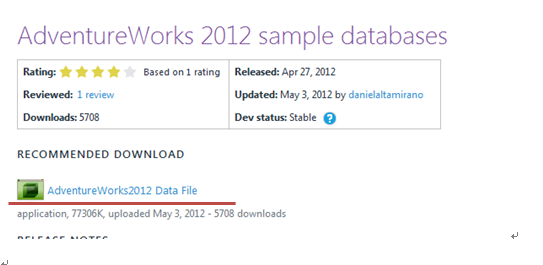 AdventureWorks 2012 sample databases
Rating: Based on 1 rating
Reviewed: 1 review
Downloads: 5708
Released: Apr 27, 2012
Updated: May 3, 2012 by danielaltamirano
Dev status: Stable ?
RECOMMENDED DOWNLOAD
AdventureWorks2012 Data File
application, 77306K, uploaded May 3, 2012 - 5708 downloads
RELEASE NOTES